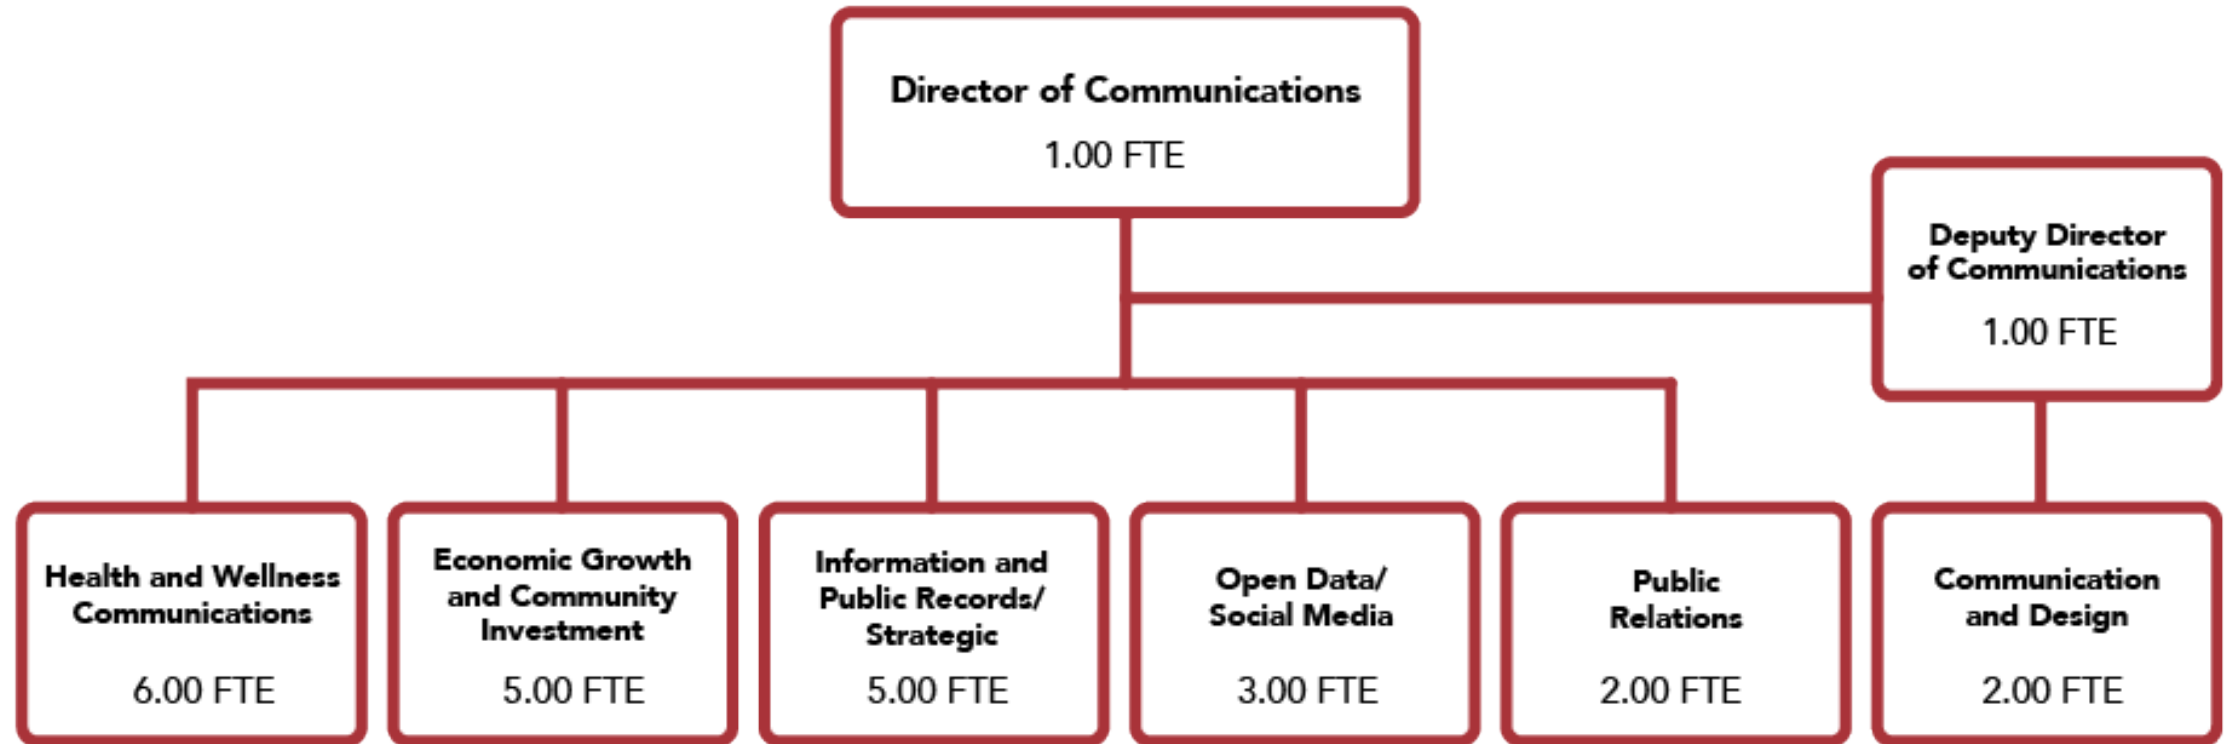 Director of Communications
1.00 FTE
Deputy Director
of Communications
1.00 FTE
Health and Wellness
Communications
6.00 FTE
Economic Growth
and Community
Investment
5.00 FTE
Information and
Public Records/
Strategic
5.00 FTE
Open Data/
Social Media
3.00 FTE
Public
Relations
2.00 FTE
Communication
and Design
2.00 FTE